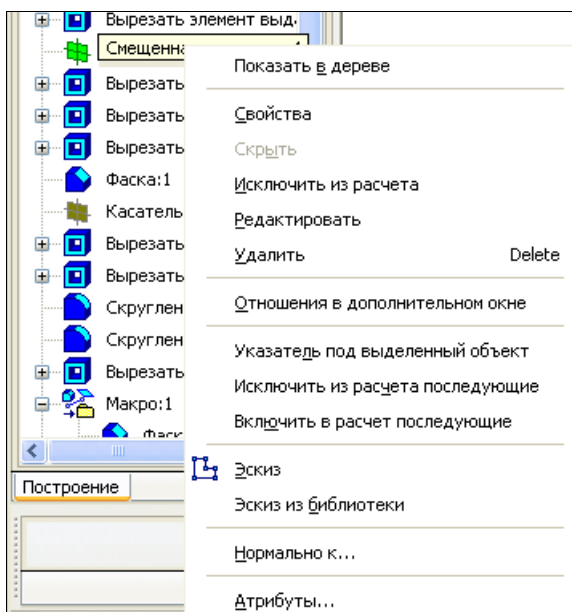 Вырезать элемент выд.
Смещенна
Показать в дереве
Вырезать
Свойства
Вырезать
Скрыть
Вырезать
Исключить из расчета
Фаска:1
Редактировать
Касатель
Удалить Delete
Вырезать
Вырезать
Отношения в дополнительном окне
Скруглен
Скруглен
Указатель под выделенный объект
Вырезать
Исключить из расчета последующие
Макро:1
Включить в расчет последующие
Фаск
Эскиз
Построение
Эскиз из библиотеки
Нормально к...
Атрибуты...